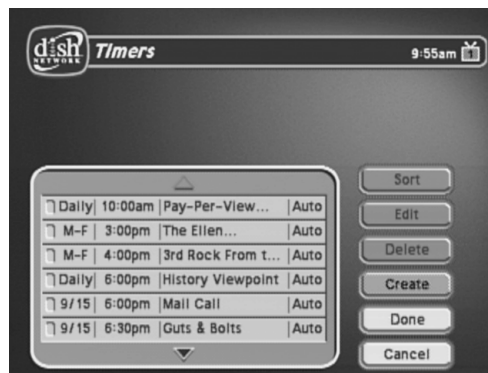 dish
NETWORK
Timers
9:55am
1
Daily 10:00am Pay-Per-View... Auto
M-F 3:00pm The Ellen... Auto
M-F 4:00pm 3rd Rock From t... Auto
Daily 6:00pm History Viewpoint Auto
9/15 6:00pm Mail Call Auto
9/15 6:30pm Guts & Bolts Auto
Sort
Edit
Delete
Create
Done
Cancel